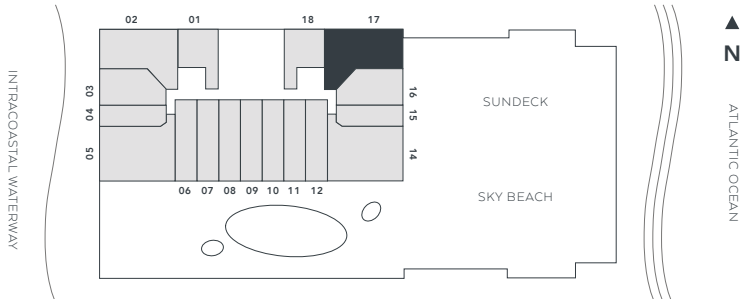 02 01 18 17
N
03
16
04
15
05
14
06 07 08 09 10 11 12
SUNDECK
SKY BEACH
INTRACOASTAL WATERWAY
ATLANTIC OCEAN